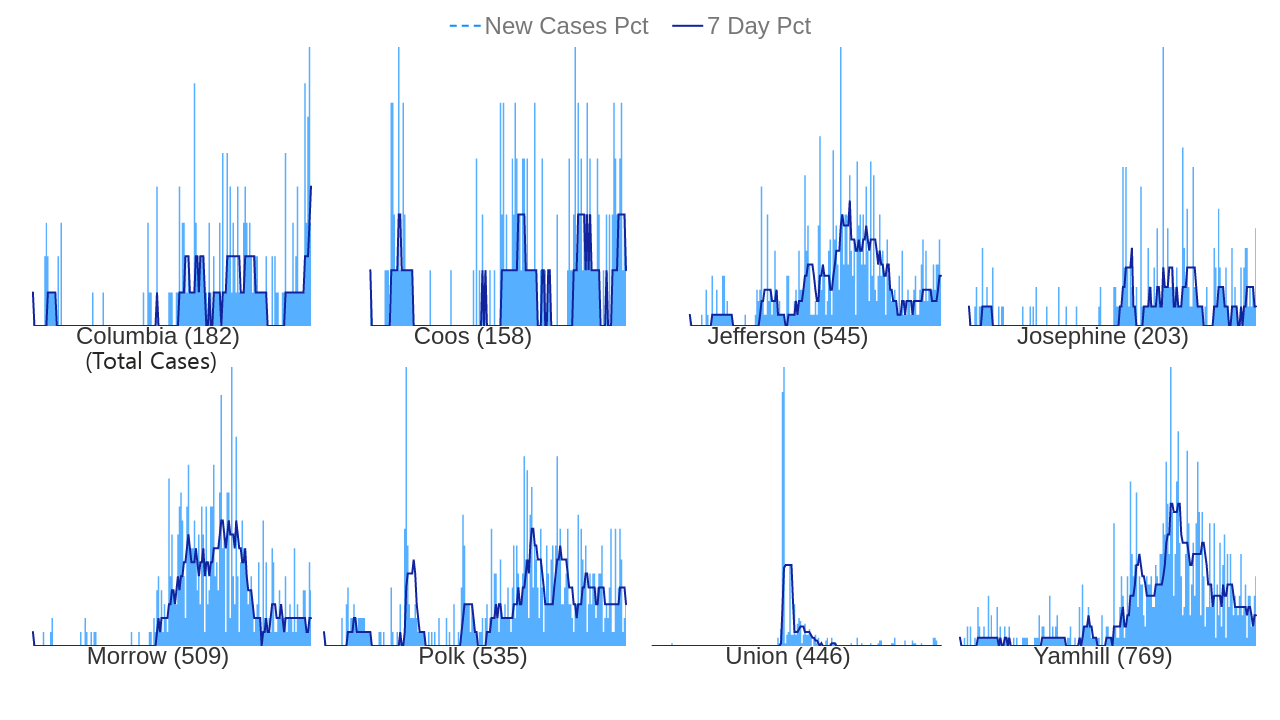 New Cases Pct 7 Day Pct
Columbia (182) Coos (158) Jefferson (545) Josephine (203)
(Total Cases)
Morrow (509) Polk (535) Union (446) Yamhill (769)